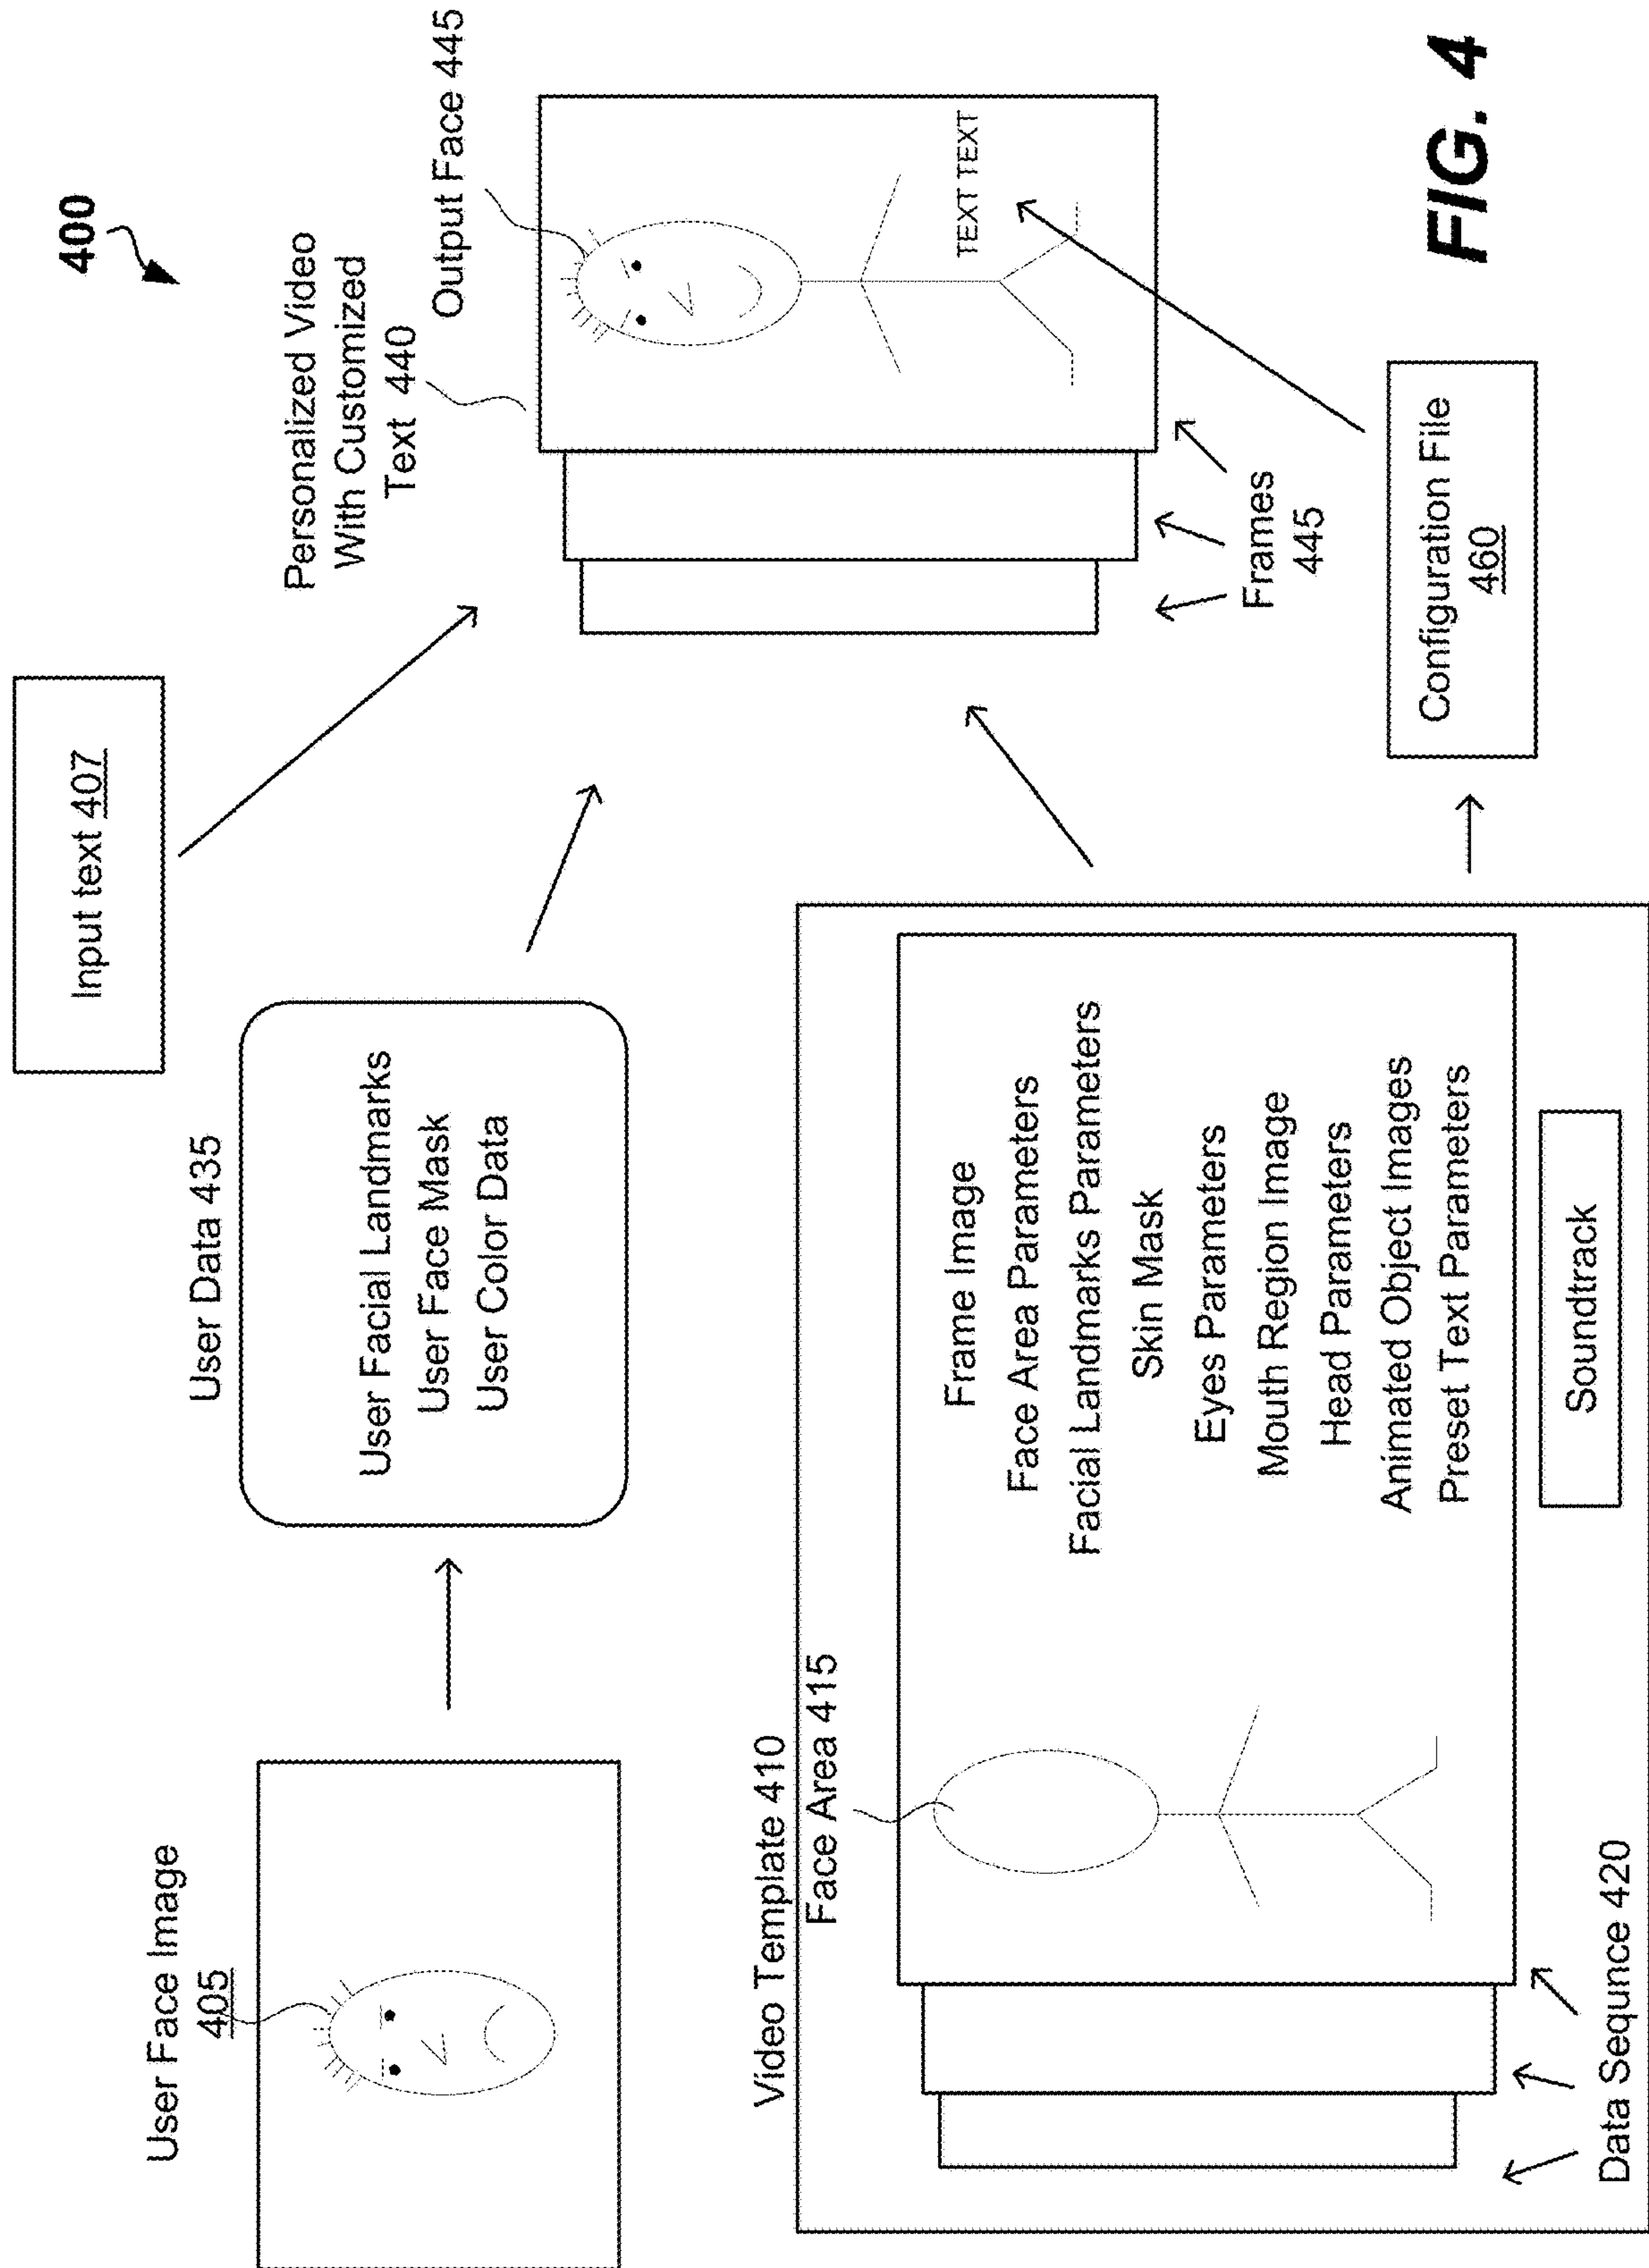 400
User Face Image
405
User Data 435
User Facial Landmarks
User Face Mask
User Color Data
Input text 407
Personalized Video
With Customized
Text 440
Output Face 445
TEXT TEXT
Frames
445
Video Template 410
Face Area 415
Frame Image
Face Area Parameters
Facial Landmarks Parameters
Skin Mask
Eyes Parameters
Mouth Region Image
Head Parameters
Animated Object Images
Preset Text Parameters
Soundtrack
Data Sequnce 420
Configuration File
460
FIG. 4